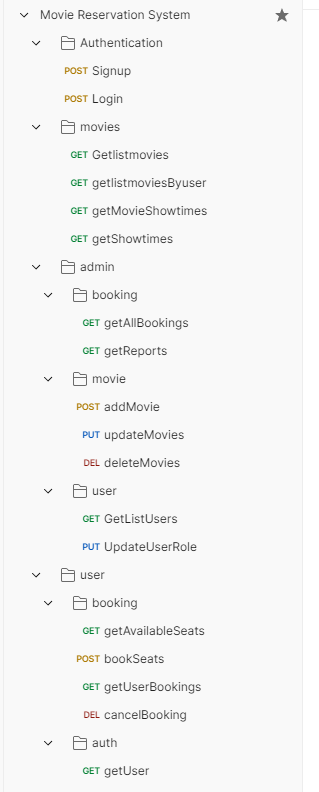 Movie Reservation System
Authentication
POST Signup
POST Login
movies
GET Getlistmovies
GET getlistmoviesByuser
GET getMovieShowtimes
GET getShowtimes
admin
booking
GET getAllBookings
GET getReports
movie
POST addMovie
PUT updateMovies
DEL deleteMovies
user
GET GetListUsers
PUT UpdateUserRole
user
booking
GET getAvailableSeats
POST bookSeats
GET getUserBookings
DEL cancelBooking
auth
GET getUser